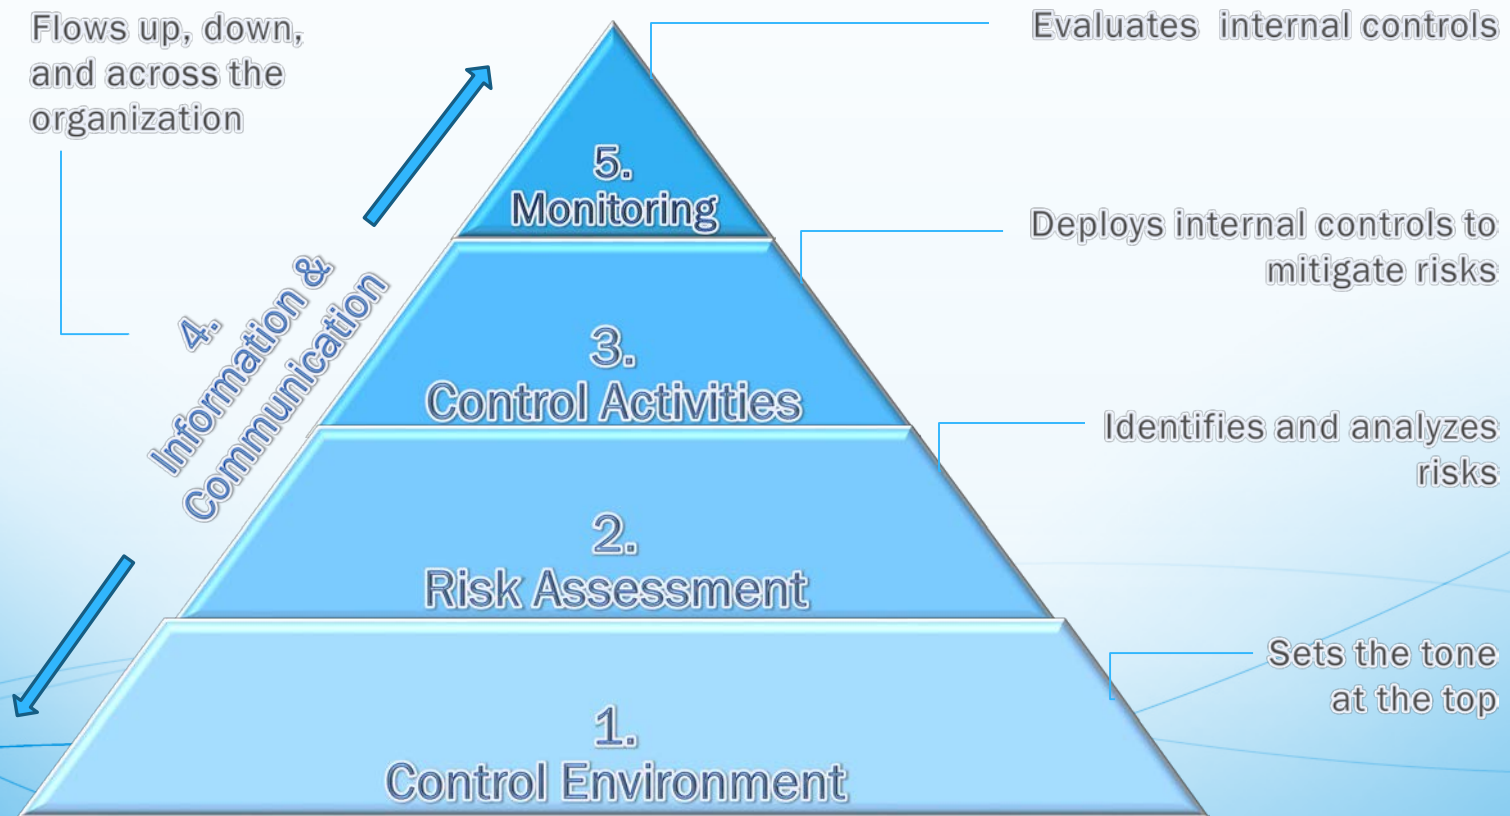 Flows up, down,
and across the
organization
Evaluates  internal controls
5.
Monitoring
Deploys internal controls to
mitigate risks
4.
Information &
Communication
3.
Control Activities
Identifies and analyzes
risks
2.
Risk Assessment
Sets the tone
at the top
1.
Control Environment